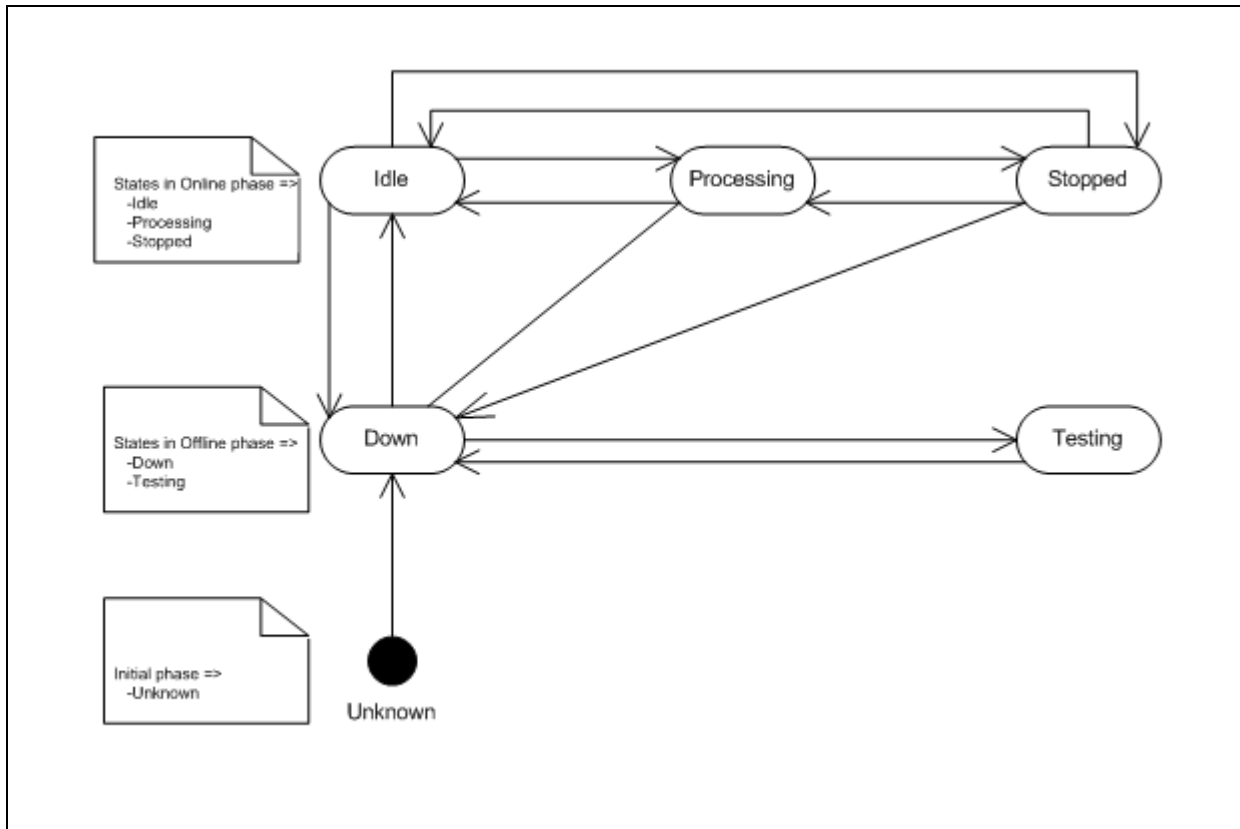 States in Online phase =>
-Idle
-Processing
-Stopped
Idle
Processing
Stopped
States in Offline phase =>
-Down
-Testing
Down
Testing
Initial phase =>
-Unknown
Unknown